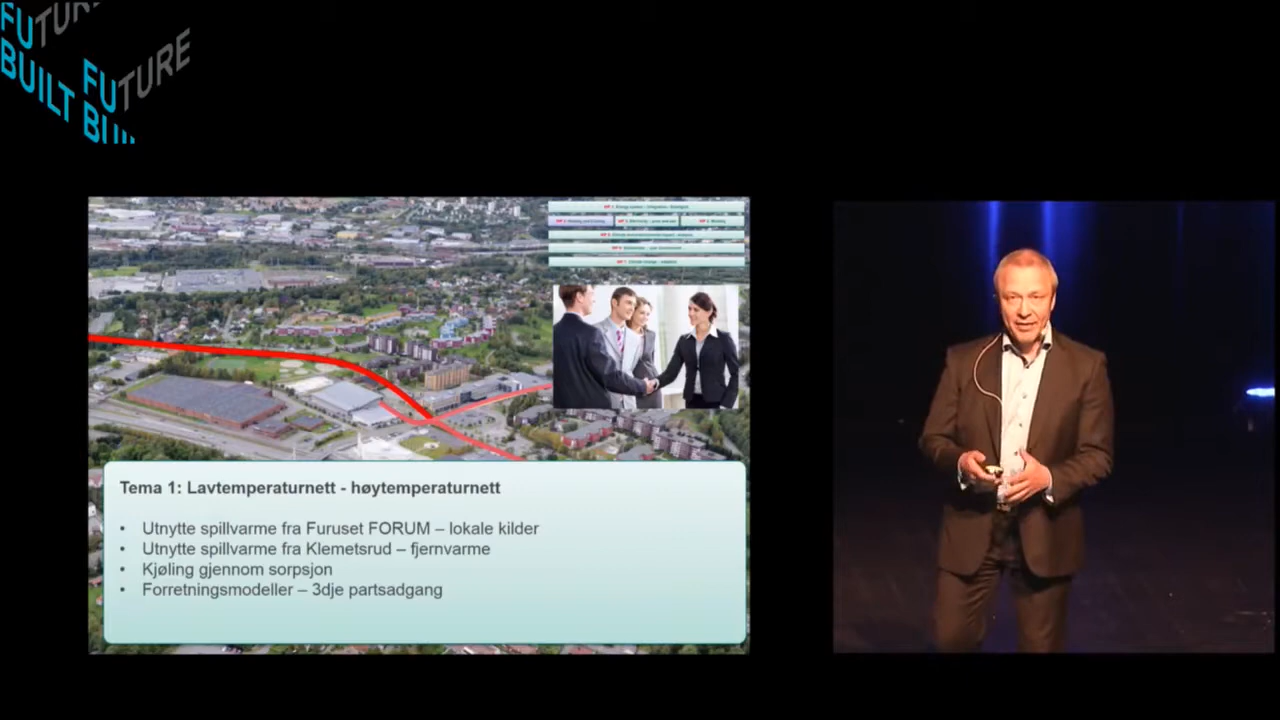 FUTURE
BUILT
FUTURE
Tema 1: Lavtemperaturnett - høytemperaturnett
• Utnytte spillvarme fra Furuset FORUM – lokale kilder
• Utnytte spillvarme fra Klemetsrud – fjernvarme
• Kjøling gjennom sorpsjon
• Forretningsmodeller – 3dje partsadgang